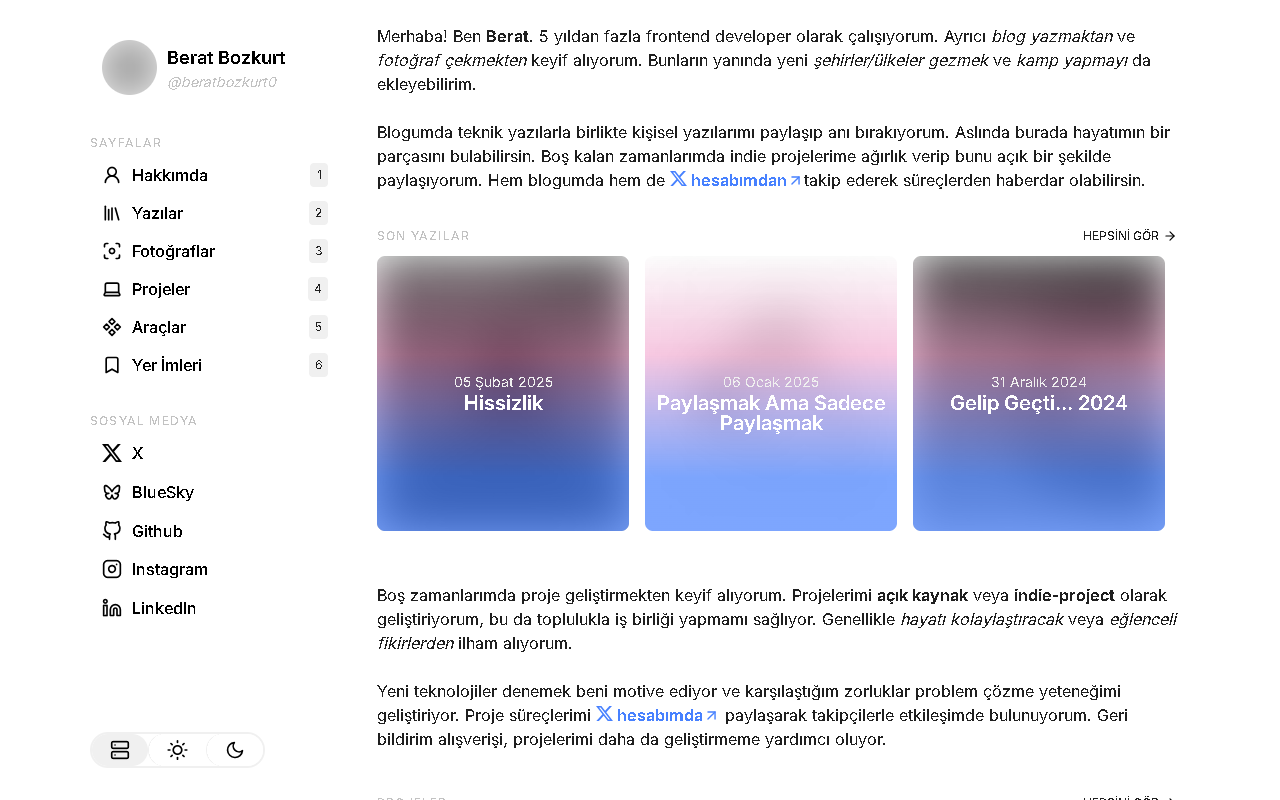 Berat Bozkurt
@beratbozkurt0
SAYFALAR
Hakkımda 1
Yazılar 2
Fotoğraflar 3
Projeler 4
Araçlar 5
Yer İmleri 6
SOSYAL MEDYA
X
BlueSky
Github
Instagram
LinkedIn
Merhaba! Ben Berat. 5 yıldan fazla frontend developer olarak çalışıyorum. Ayrıcı blog yazmaktan ve
fotoğraf çekmekten keyif alıyorum. Bunların yanında yeni şehirler/ülkeler gezmek ve kamp yapmayı da
ekleyebilirim.
Blogumda teknik yazılarla birlikte kişisel yazılarımı paylaşıp anı bırakıyorum. Aslında burada hayatımın bir
parçasını bulabilirsin. Boş kalan zamanlarımda indie projelerime ağırlık verip bunu açık bir şekilde
paylaşıyorum. Hem blogumda hem de X hesabımdan takip ederek süreçlerden haberdar olabilirsin.
SON YAZILAR
HEPSİNİ GÖR →
05 Şubat 2025
Hissizlik
06 Ocak 2025
Paylaşmak Ama Sadece
Paylaşmak
31 Aralık 2024
Gelip Geçti... 2024
Boş zamanlarımda proje geliştirmekten keyif alıyorum. Projelerimi açık kaynak veya indie-project olarak
geliştiriyorum, bu da toplulukla iş birliği yapmamı sağlıyor. Genellikle hayatı kolaylaştıracak veya eğlenceli
fikirlerden ilham alıyorum.
Yeni teknolojiler denemek beni motive ediyor ve karşılaştığım zorluklar problem çözme yeteneğimi
geliştiriyor. Proje süreçlerimi X hesabımda paylaşarak takipçilerle etkileşimde bulunuyorum. Geri
bildirim alışverişi, projelerimi daha da geliştirmeme yardımcı oluyor.